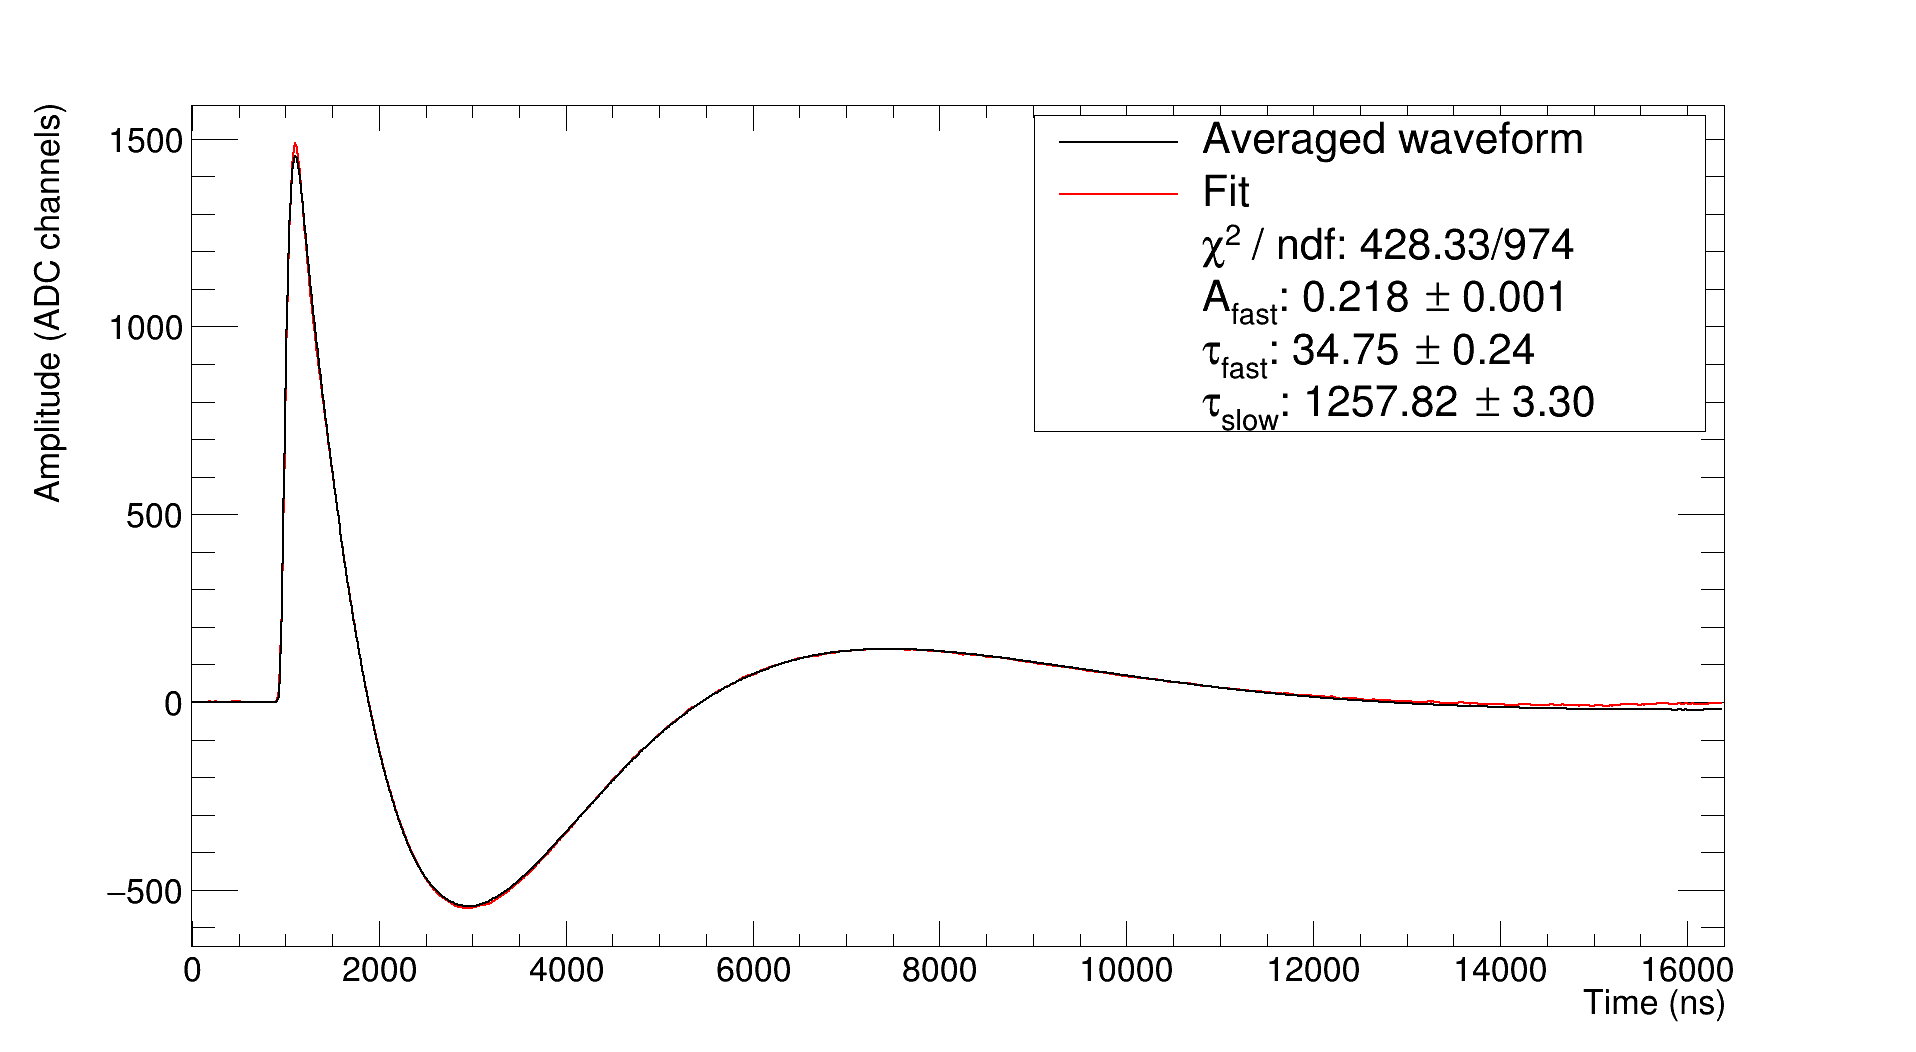 Amplitude (ADC channels)
1500
1000
500
0
−500
Averaged waveform
Fit
χ² / ndf: 428.33/974
A_fast: 0.218 ± 0.001
τ_fast: 34.75 ± 0.24
τ_slow: 1257.82 ± 3.30
0 2000 4000 6000 8000 10000 12000 14000 16000
Time (ns)